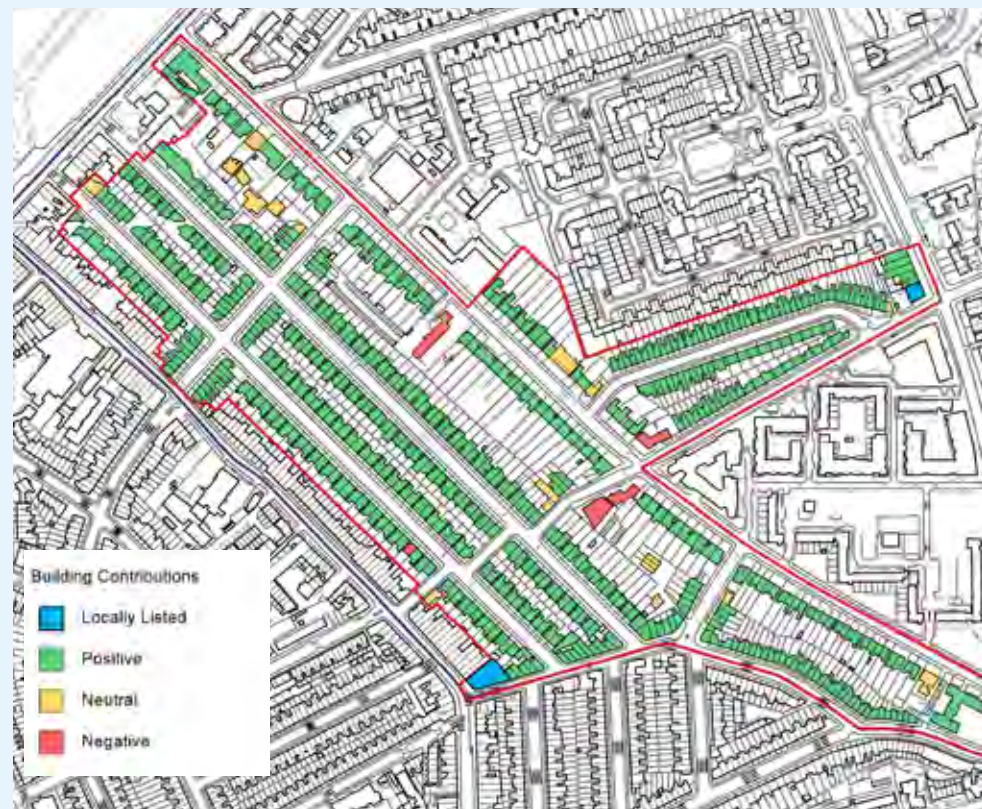 Building Contributions
Locally Listed
Positive
Neutral
Negative